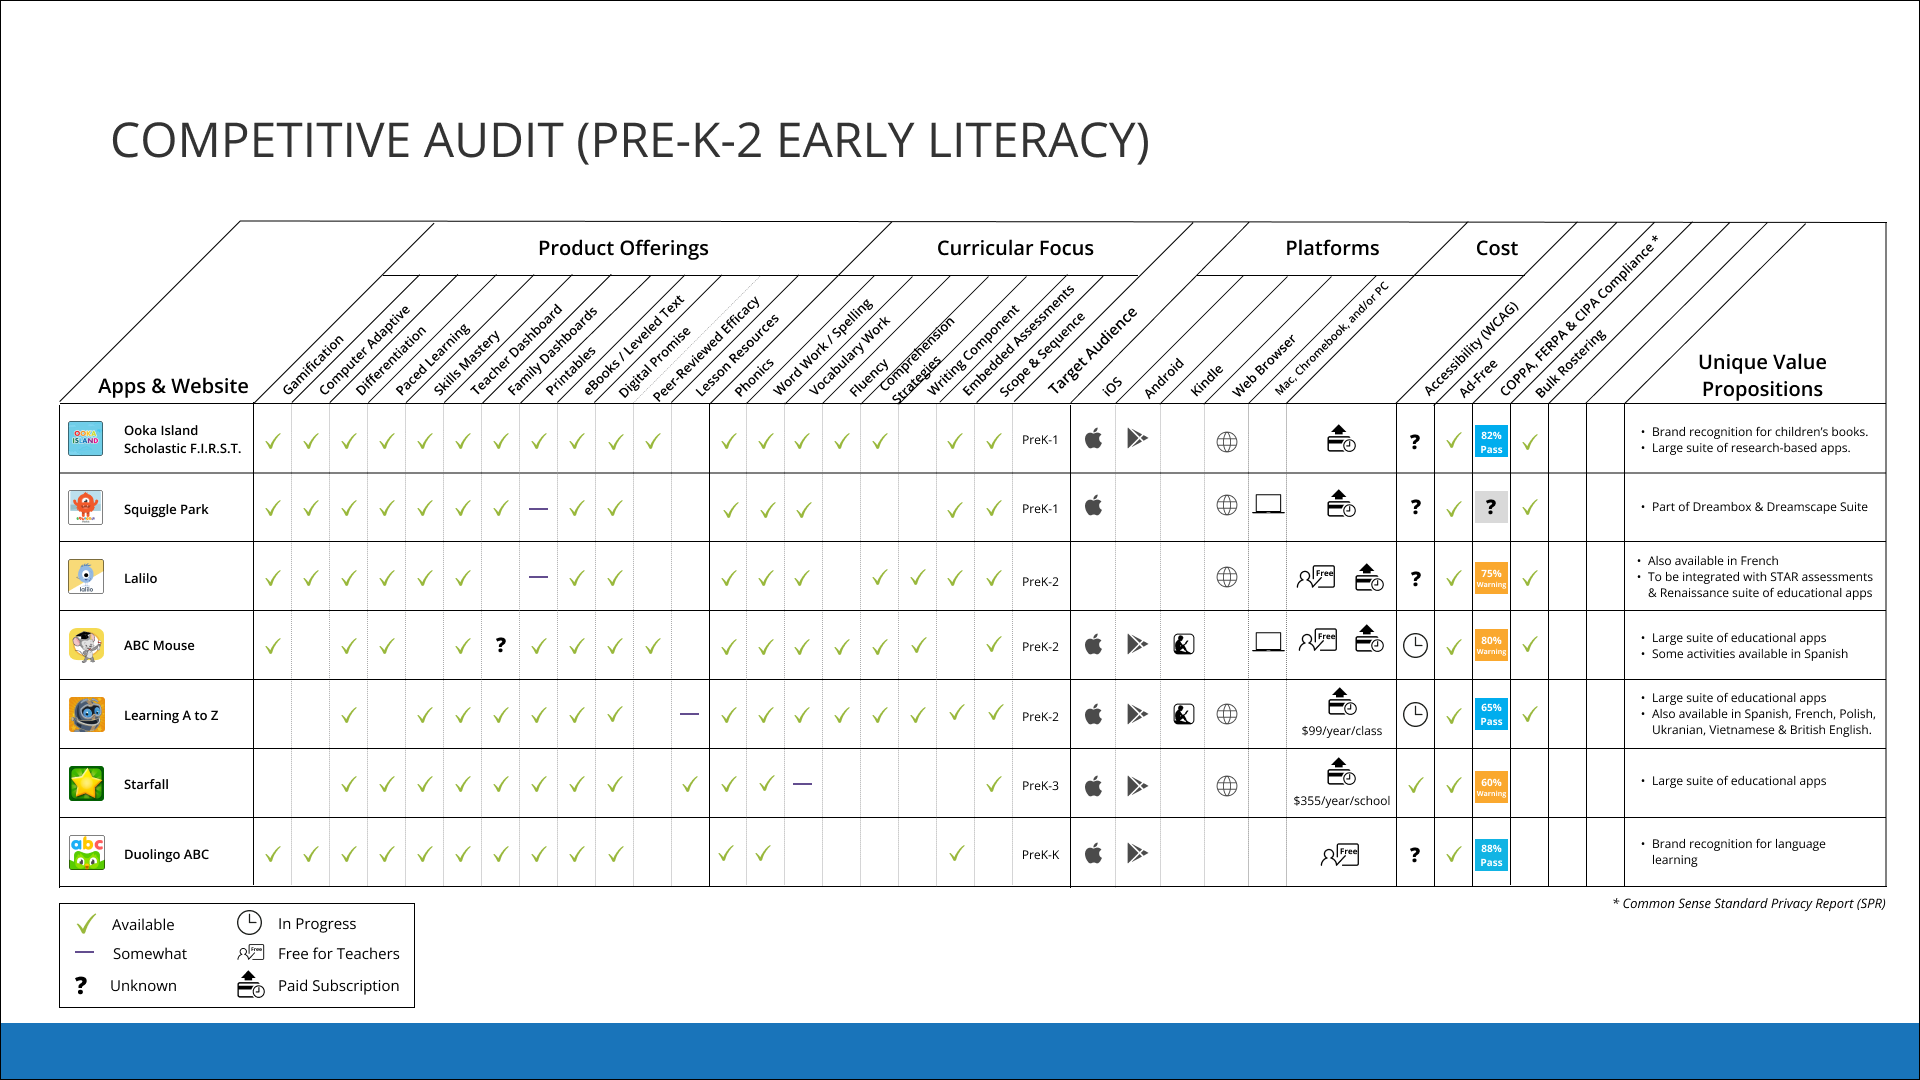 COMPETITIVE AUDIT (PRE-K-2 EARLY LITERACY)
Product Offerings
Curricular Focus
Platforms
Cost
Apps & Website
Gamification
Computer Adaptive
Differentiation
Paced Learning
Skills Mastery
Teacher Dashboard
Family Dashboards
Printables
eBooks / Leveled Text
Digital Promise
Peer-Reviewed Efficacy
Lesson Resources
Phonics
Word Work / Spelling
Vocabulary Work
Fluency
Comprehension
Strategies
Writing Component
Embedded Assessments
Scope & Sequence
Target Audience
iOS
Android
Kindle
Web Browser
Mac, Chromebook, and/or PC
Accessibility (WCAG)
Ad-Free
COPPA, FERPA & CIPA Compliance *
Bulk Rostering
Unique Value
Propositions
Ooka Island
Scholastic F.I.R.S.T.
PreK-1
?
82%
Pass
• Brand recognition for children's books.
• Large suite of research-based apps.
Squiggle Park
PreK-1
?
?
• Part of Dreambox & Dreamscape Suite
lalilo
Lalilo
PreK-2
Free
?
75%
Warning
• Also available in French
• To be integrated with STAR assessments
& Renaissance suite of educational apps
ABC Mouse
?
PreK-2
Free
80%
Warning
• Large suite of educational apps
• Some activities available in Spanish
Learning A to Z
PreK-2
$99/year/class
65%
Pass
• Large suite of educational apps
• Also available in Spanish, French, Polish,
Ukranian, Vietnamese & British English.
Starfall
PreK-3
$355/year/school
60%
Warning
• Large suite of educational apps
abc
Duolingo ABC
PreK-K
Free
?
88%
Pass
• Brand recognition for language
learning
* Common Sense Standard Privacy Report (SPR)
Available
In Progress
Somewhat
Free
Free for Teachers
? Unknown
Paid Subscription